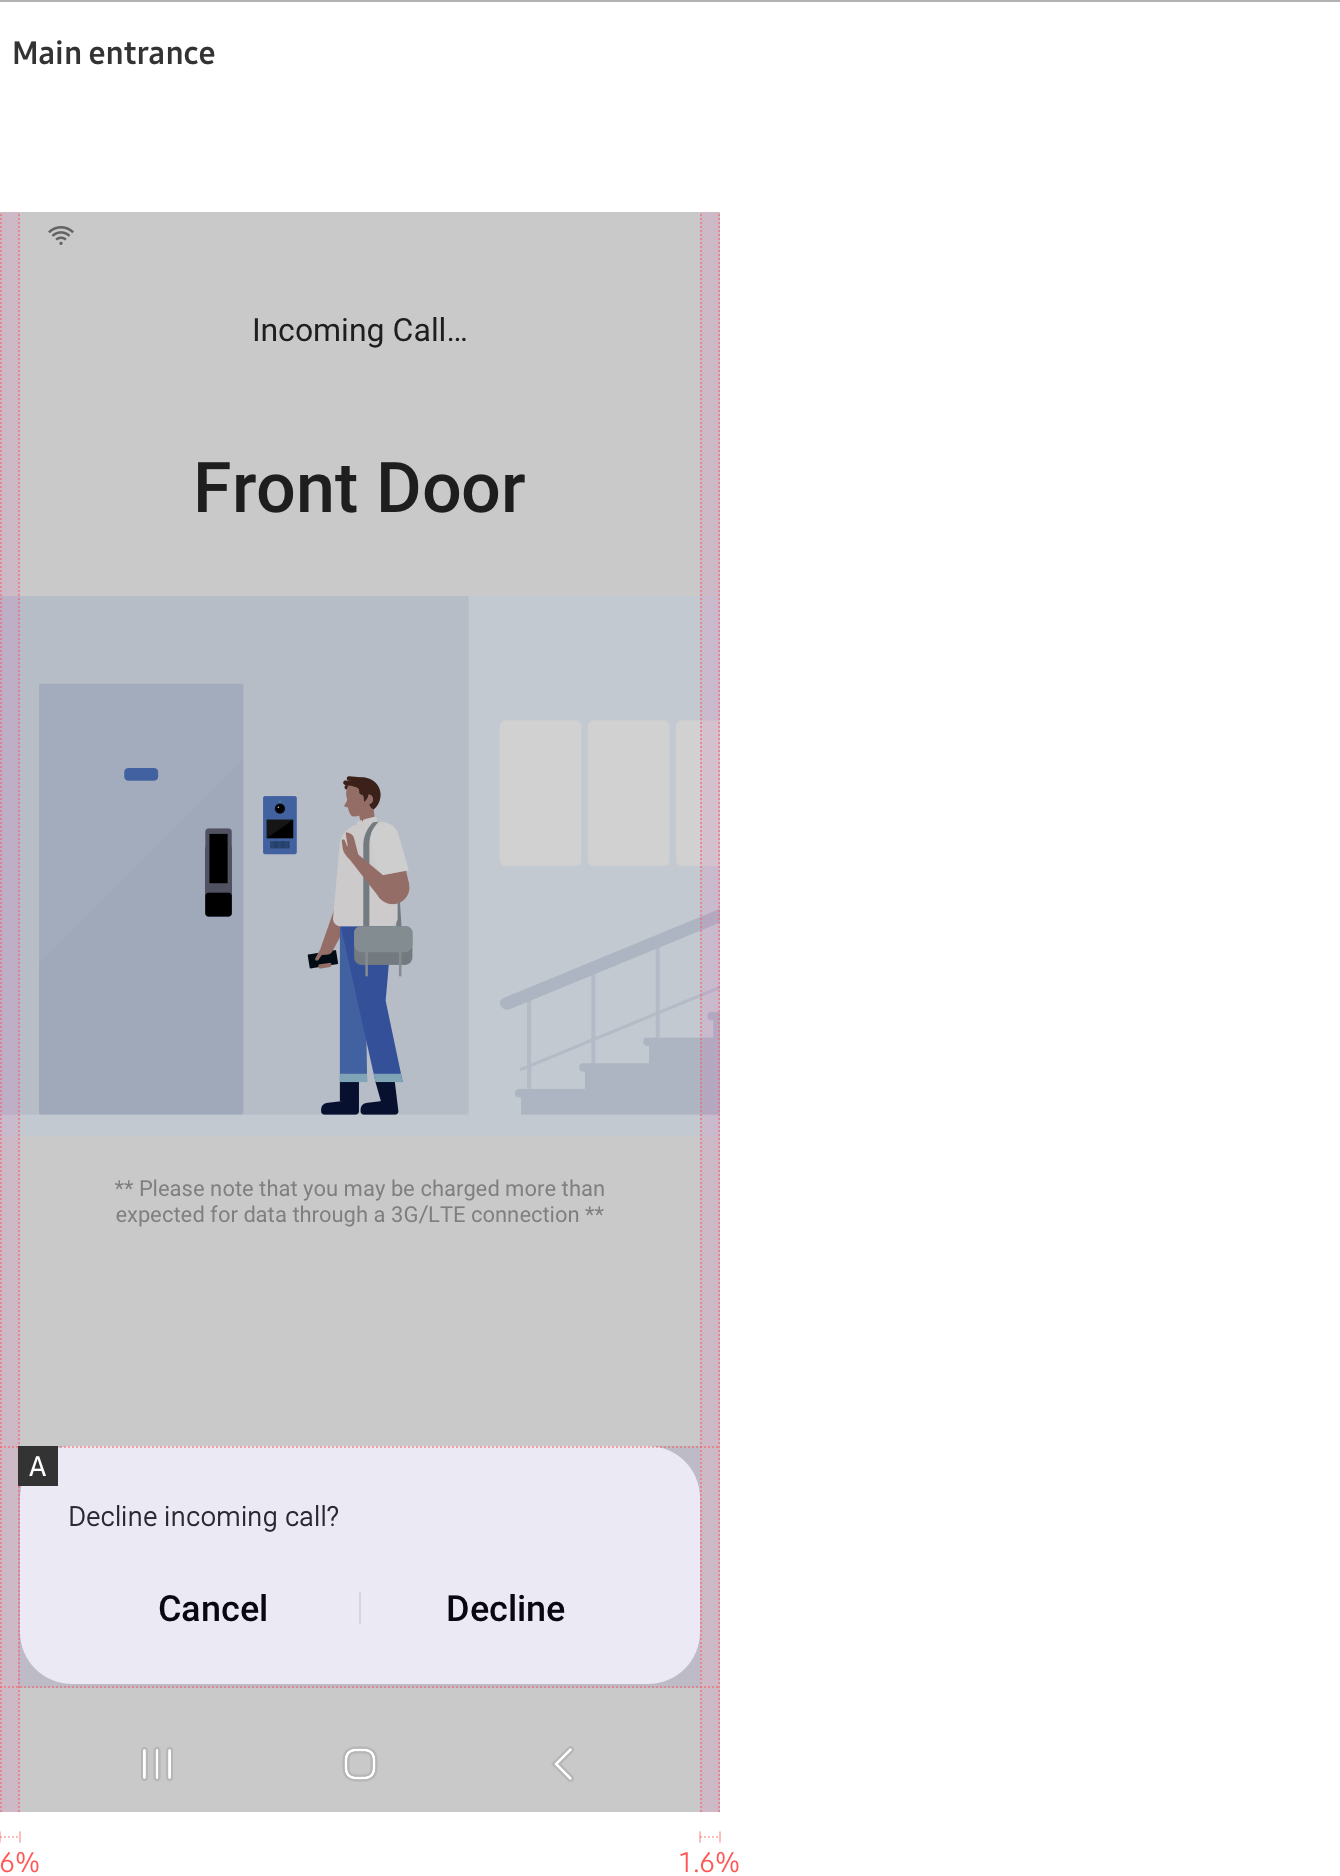 Main entrance
Incoming Call...
Front Door
** Please note that you may be charged more than
expected for data through a 3G/LTE connection **
A
Decline incoming call?
Cancel
Decline
6%
1.6%